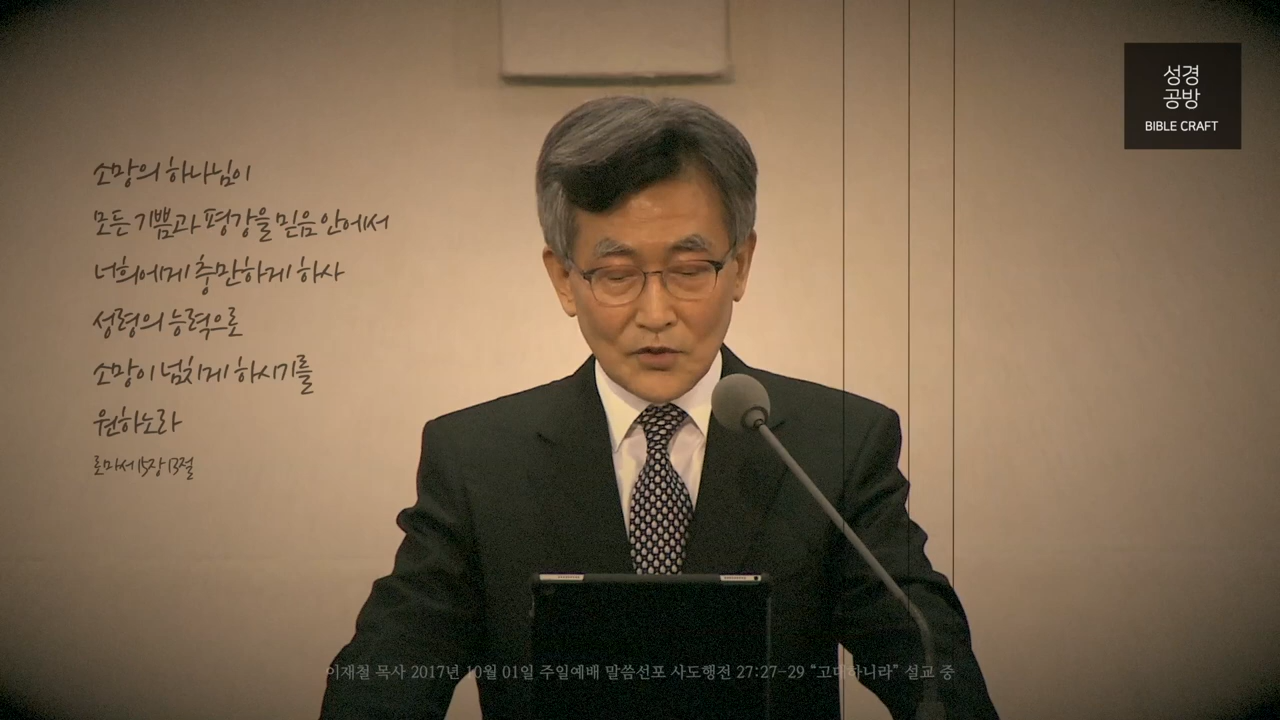 소망의 하나님이
모든 기쁨과 평강을 믿음 안에서
너희에게 충만하게 하사
성령의 능력으로
소망이 넘치게 하시기를
원하노라
로마서 15장 13절
성경
공방
BIBLE CRAFT
이재철 목사 2017년 10월 01일 주일예배 말씀선포 사도행전 27:27-29 “고대하니라” 설교 중